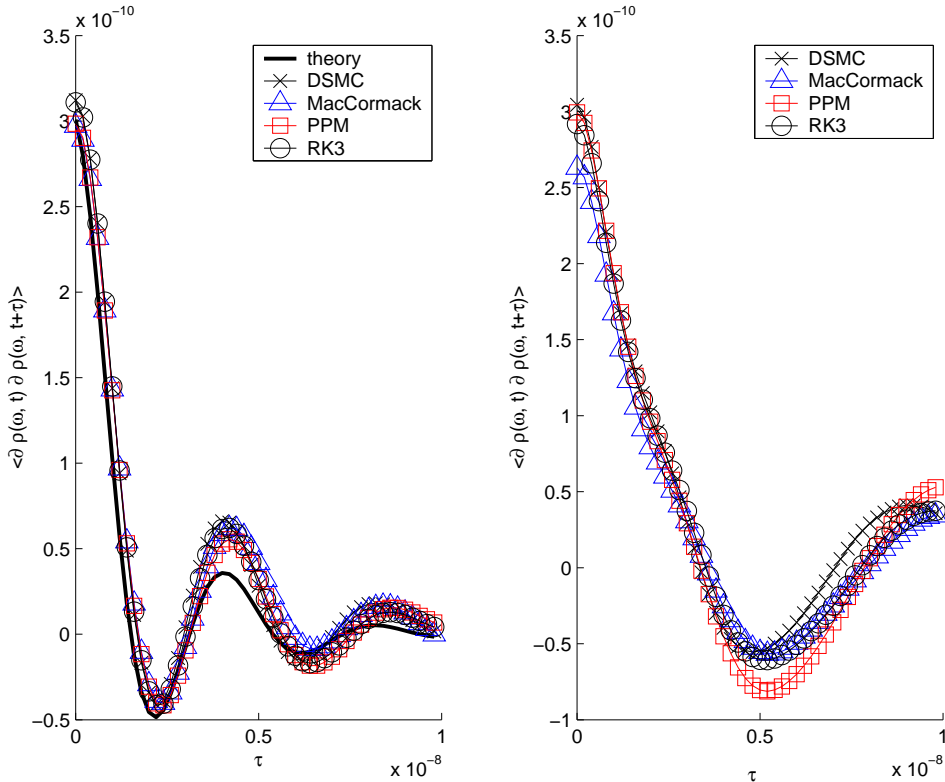 x 10⁻¹⁰
3.5
3
2.5
2
1.5
1
0.5
0
−0.5
<∂ ρ(ω, t) ∂ ρ(ω, t+τ)>
theory
DSMC
MacCormack
PPM
RK3
0
0.5
1
τ
x 10⁻⁸
x 10⁻¹⁰
3.5
3
2.5
2
1.5
1
0.5
0
−0.5
−1
<∂ ρ(ω, t) ∂ ρ(ω, t+τ)>
DSMC
MacCormack
PPM
RK3
0
0.5
1
τ
x 10⁻⁸